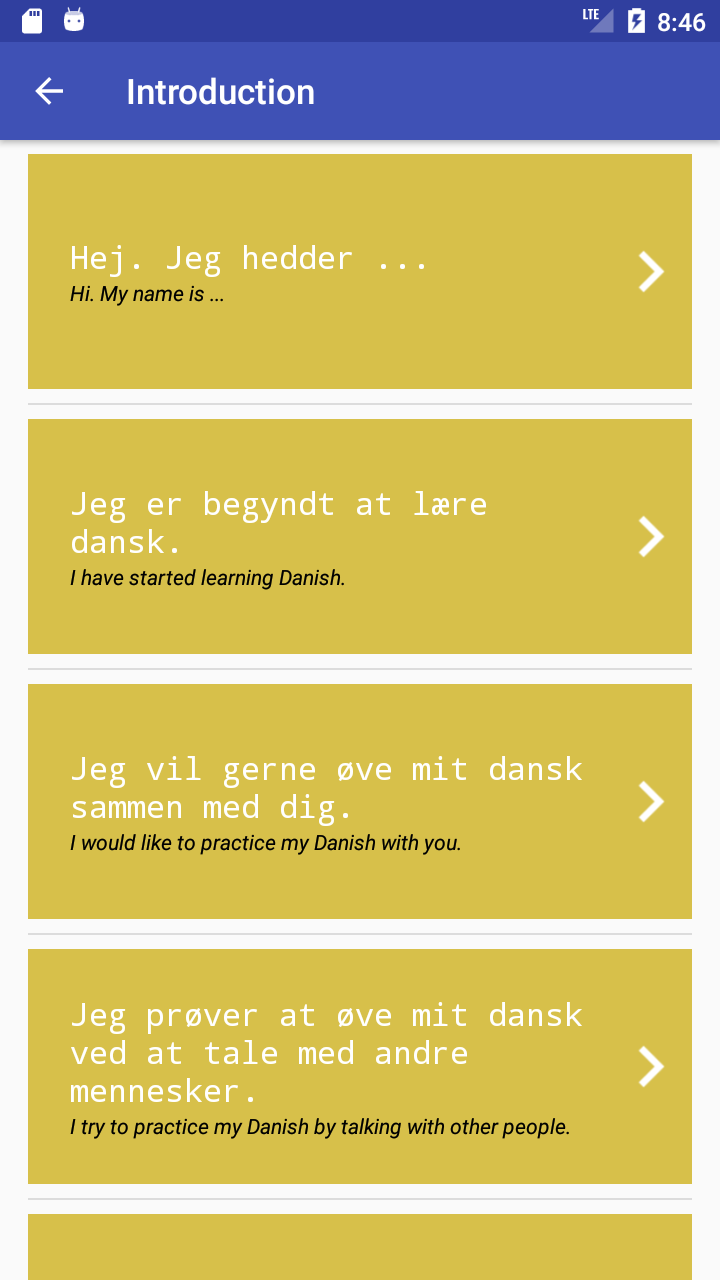 LTE 8:46
Introduction
Hej. Jeg hedder ...
Hi. My name is ...
Jeg er begyndt at lære
dansk.
I have started learning Danish.
Jeg vil gerne øve mit dansk
sammen med dig.
I would like to practice my Danish with you.
Jeg prøver at øve mit dansk
ved at tale med andre
mennesker.
I try to practice my Danish by talking with other people.